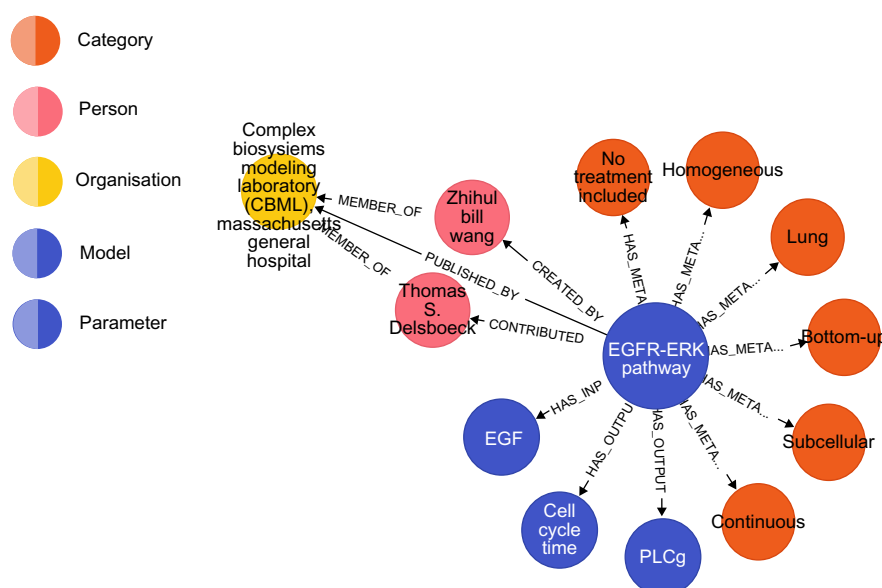 Category
Person
Organisation
Model
Parameter
Complex
biosyiems
modeling
laboratory
(CBML),
massachusetts
general
hospital
MEMBER_OF
MEMBER_OF
PUBLISHED_BY
Zhihul
bill
wang
CREATED_BY
Thomas
S.
Delsboeck
CONTRIBUTED
No
treatment
included
Homogeneous
Lung
Bottom-up
Subcellular
Continuous
HAS_META
HAS_META...
HAS_META...
HAS_META...
HAS_META...
HAS_META...
EGFR-ERK
pathway
HAS_INP
HAS_OUTPU
HAS_OUTPUT
EGF
Cell
cycle
time
PLCg